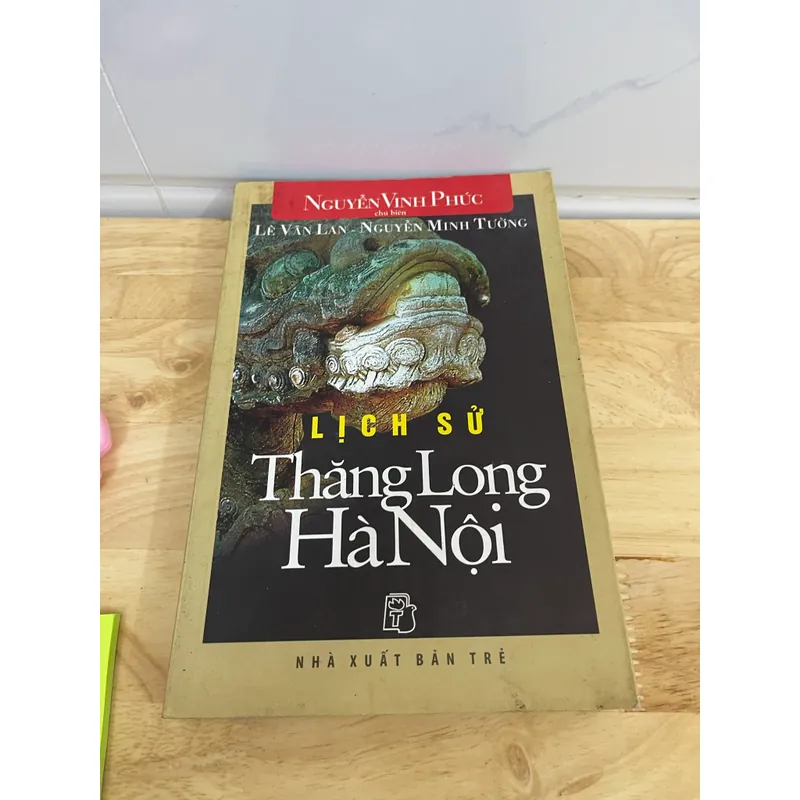 NGUYỄN VINH PHÚC
chủ biên
LÊ VĂN LAN - NGUYỄN MINH TƯỜNG
LỊCH SỬ
Thăng Long
Hà Nội
T
NHÀ XUẤT BẢN TRẺ